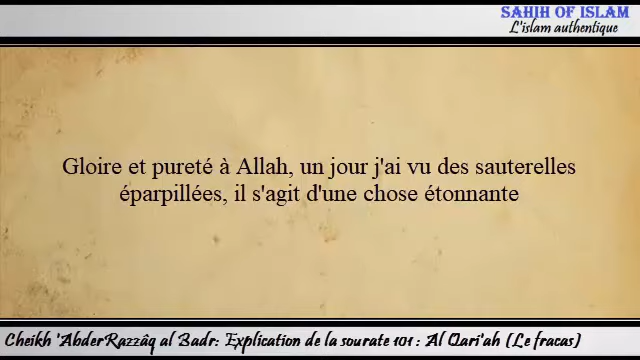 SAHIH OF ISLAM
L'islam authentique
Gloire et pureté à Allah, un jour j'ai vu des sauterelles
éparpillées, il s'agit d'une chose étonnante
Cheikh 'AbderRazzâq al Badr: Explication de la sourate 101 : Al Qari'ah (Le fracas)